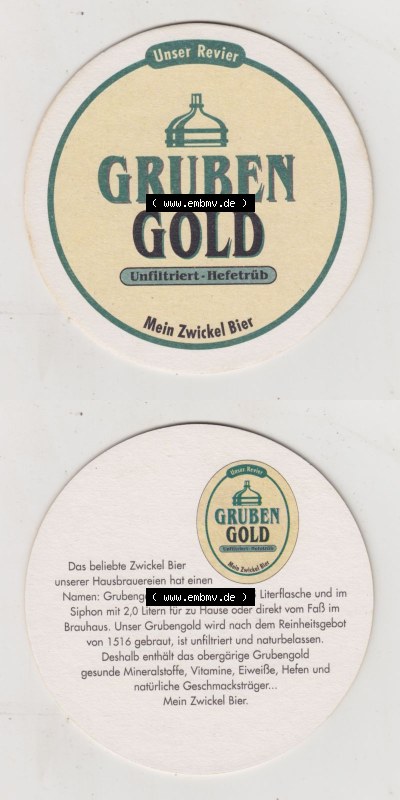 Unser Revier
GRUBEN
( www.embmv.de )
GOLD
Unfiltriert - Hefetrüb
Mein Zwickel Bier
Unser Revier
GRUBEN
GOLD
Unfiltriert - Hefetrüb
Mein Zwickel Bier
Das beliebte Zwickel Bier
unserer Hausbrauereien hat einen
Namen: ( www.embmv.de ) Literflasche und im
Siphon mit 2,0 Litern für zu Hause oder direkt vom Faß im
Brauhaus. Unser Grubengold wird nach dem Reinheitsgebot
von 1516 gebraut, ist unfiltriert und naturbelassen.
Deshalb enthält das obergärige Grubengold
gesunde Mineralstoffe, Vitamine, Eiweiße, Hefen und
natürliche Geschmacksträger...
Mein Zwickel Bier.